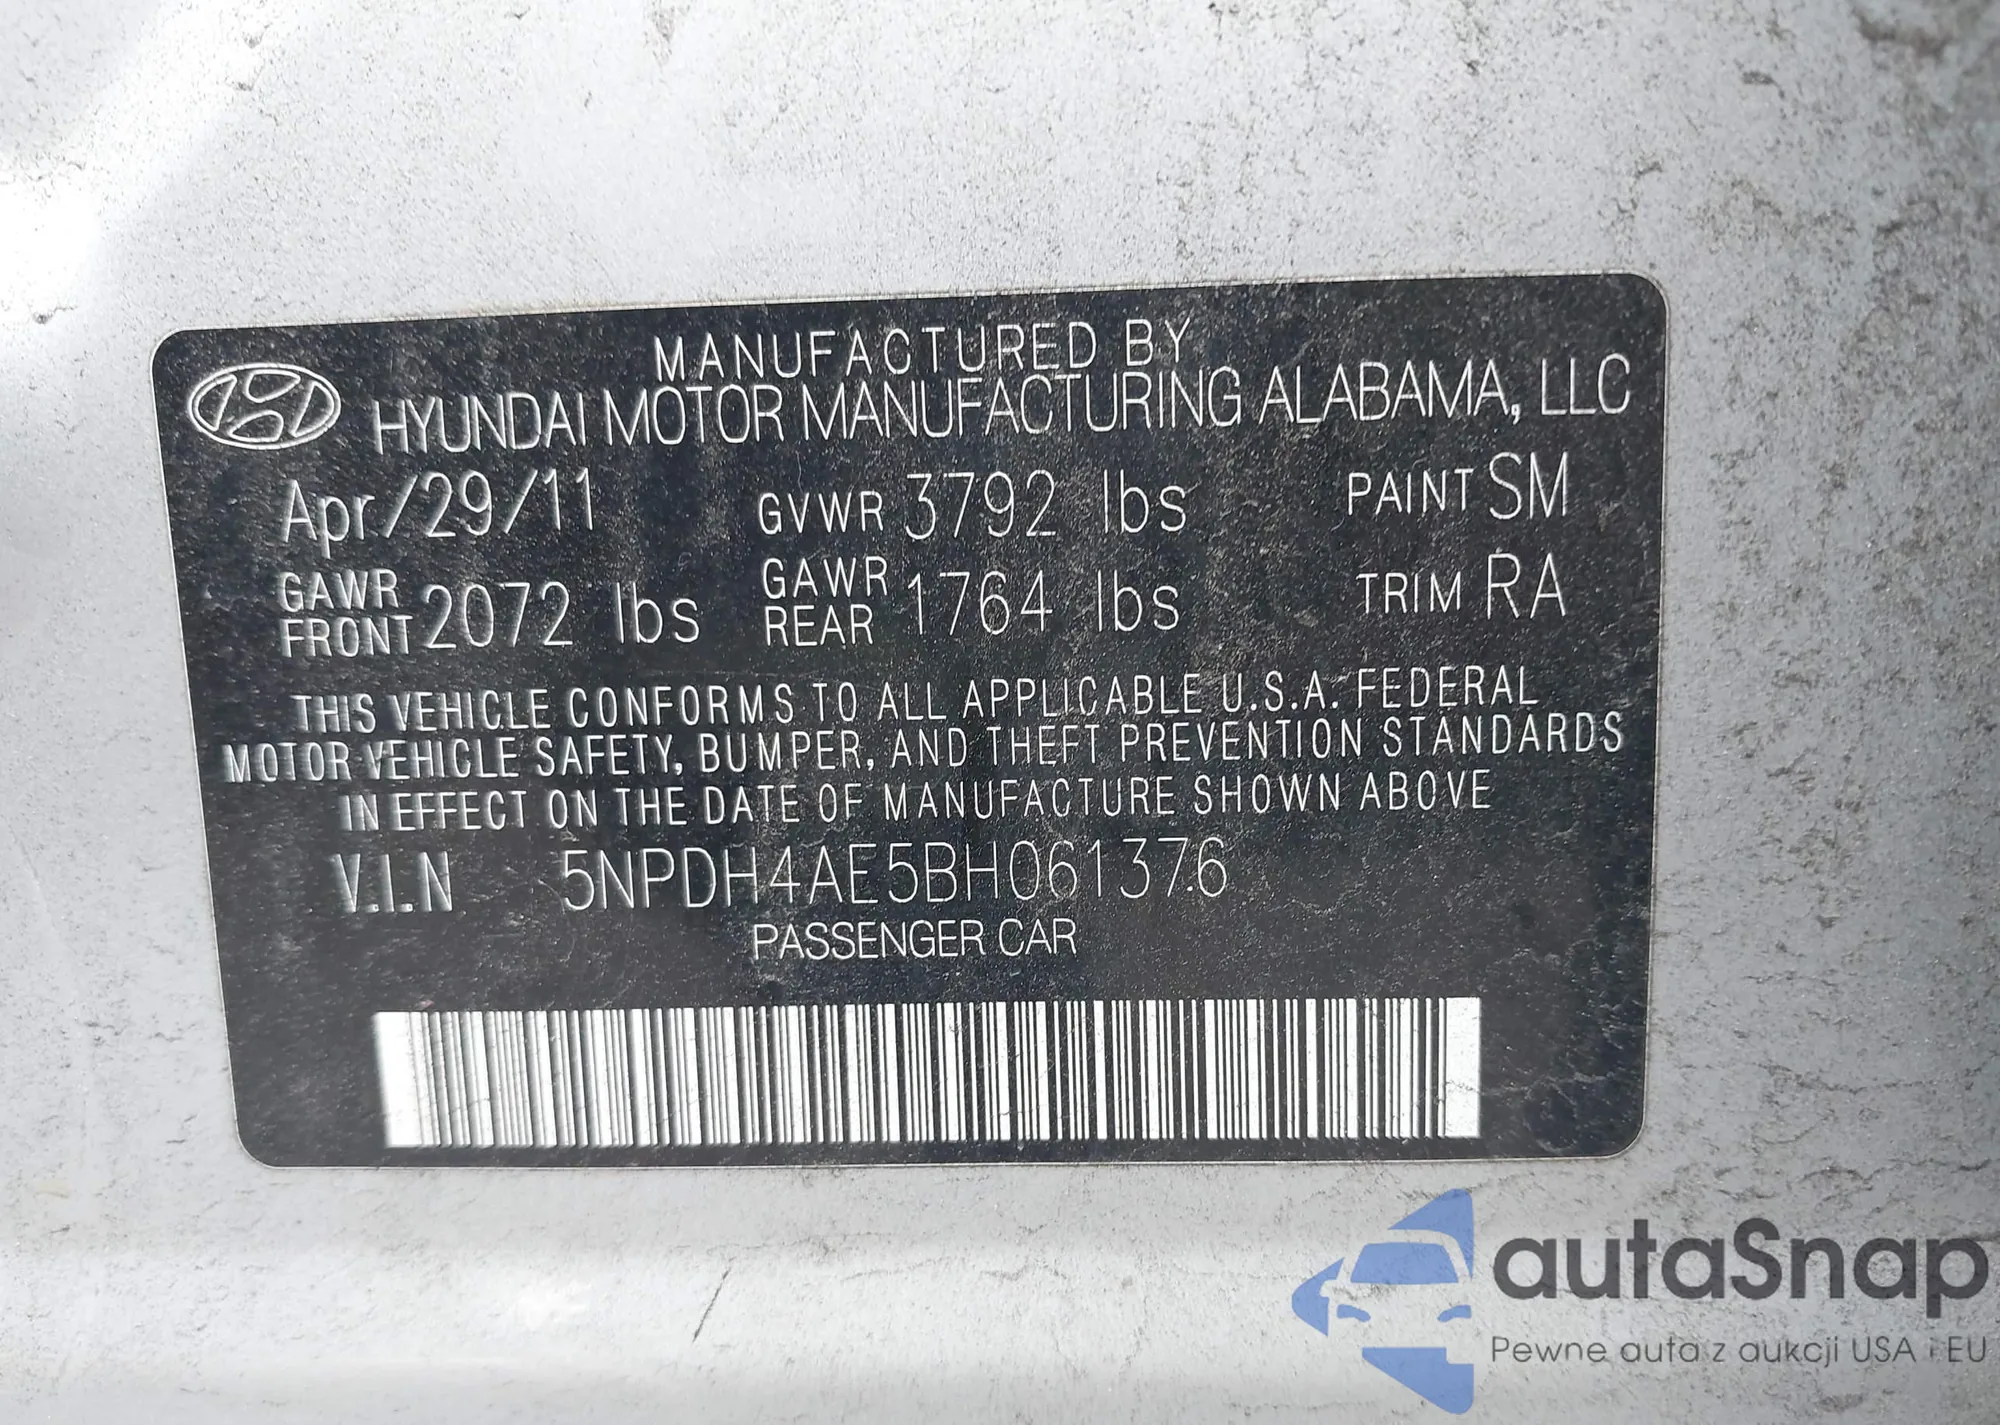 MANUFACTURED BY
HYUNDAI MOTOR MANUFACTURING ALABAMA, LLC
Apr/29/11 GVWR 3792 lbs PAINT SM
GAWR FRONT 2072 lbs GAWR REAR 1764 lbs TRIM RA
THIS VEHICLE CONFORMS TO ALL APPLICABLE U.S.A. FEDERAL
MOTOR VEHICLE SAFETY, BUMPER, AND THEFT PREVENTION STANDARDS
IN EFFECT ON THE DATE OF MANUFACTURE SHOWN ABOVE
V.I.N 5NPDH4AE5BH061376
PASSENGER CAR
autaSnap
Pewne auta z aukcji USA i EU